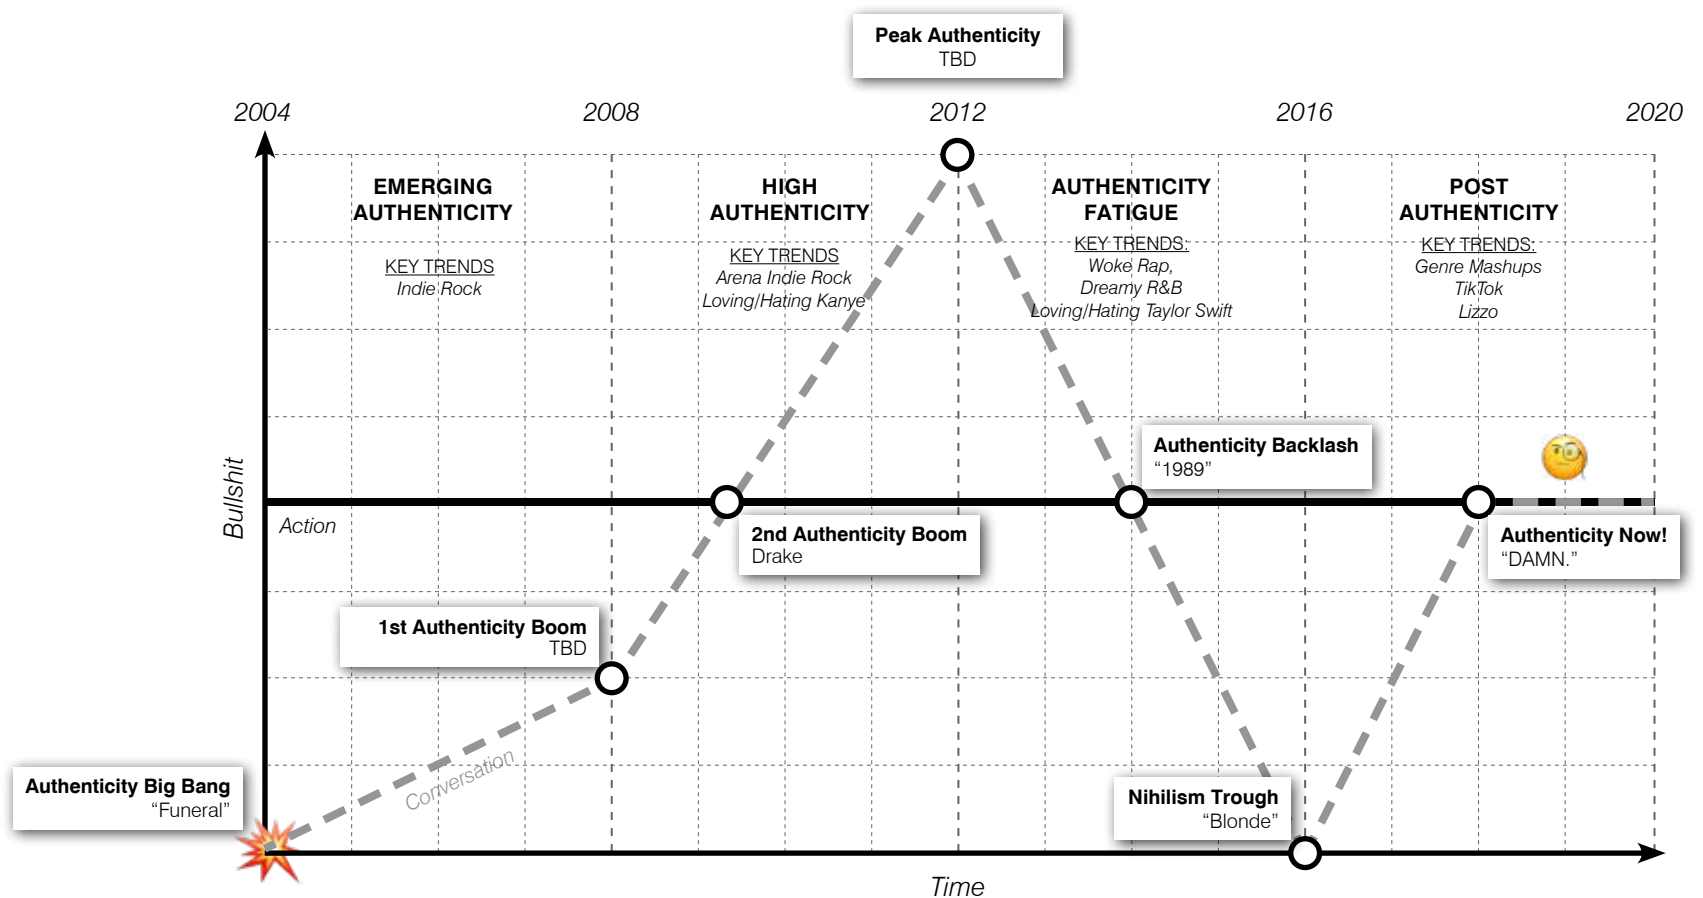 Peak Authenticity
TBD
2004
2008
2012
2016
2020
EMERGING
AUTHENTICITY
KEY TRENDS
Indie Rock
HIGH
AUTHENTICITY
KEY TRENDS
Arena Indie Rock
Loving/Hating Kanye
AUTHENTICITY
FATIGUE
KEY TRENDS:
Woke Rap,
Dreamy R&B
Loving/Hating Taylor Swift
POST
AUTHENTICITY
KEY TRENDS:
Genre Mashups
TikTok
Lizzo
Bullshit
Action
Authenticity Backlash
“1989”
2nd Authenticity Boom
Drake
Authenticity Now!
“DAMN.”
1st Authenticity Boom
TBD
Conversation
Authenticity Big Bang
“Funeral”
Nihilism Trough
“Blonde”
Time